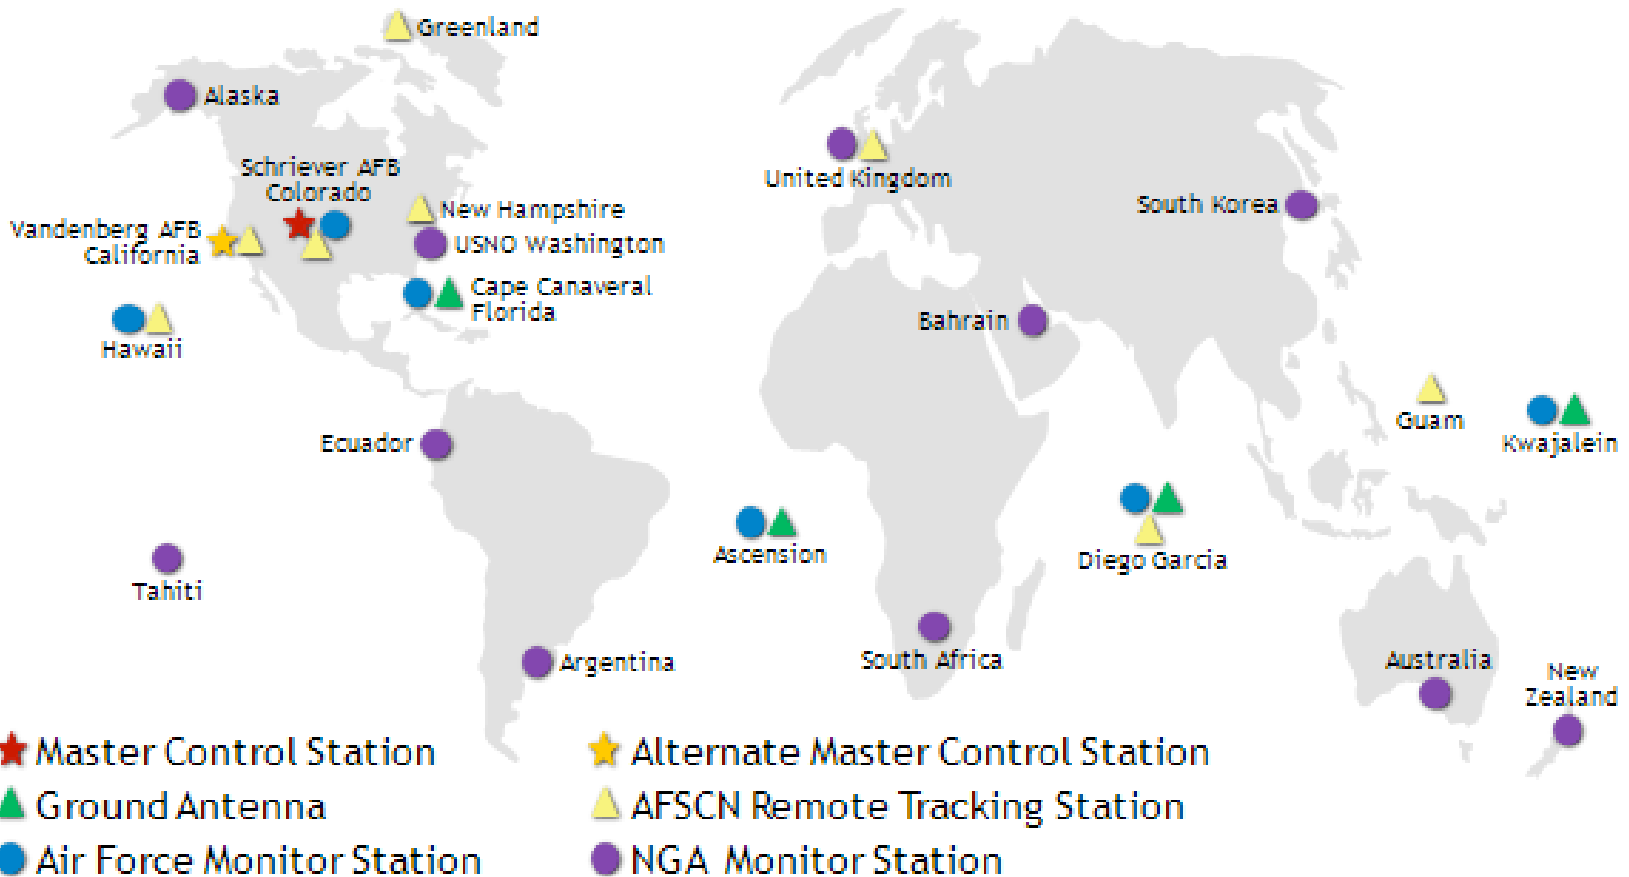 Greenland
Alaska
Schriever AFB
Colorado
United Kingdom
New Hampshire
South Korea
Vandenberg AFB
California
USNO Washington
Cape Canaveral
Florida
Bahrain
Hawaii
Guam
Kwajalein
Ecuador
Ascension
Diego Garcia
Tahiti
Argentina
South Africa
Australia
New
Zealand
Master Control Station
Alternate Master Control Station
Ground Antenna
AFSCN Remote Tracking Station
Air Force Monitor Station
NGA Monitor Station